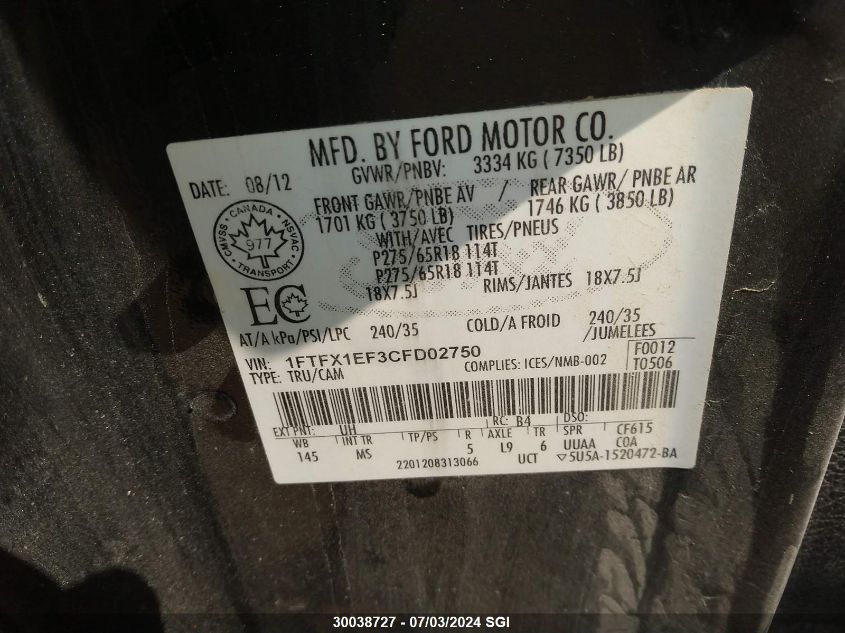 MFD. BY FORD MOTOR CO.
DATE: 08/12
GVWR/PNBV: 3334 KG ( 7350 LB)
FRONT GAWR/PNBE AV / REAR GAWR/ PNBE AR
1701 KG ( 3750 LB) 1746 KG ( 3850 LB)
WITH/AVEC TIRES/PNEUS
P275/65R18 114T
P275/65R18 114T
18X7.5J RIMS/JANTES 18X7.5J
CANADA
CMVSS 977 NSVAC
TRANSPORT
EC
AT/A kPa/PSI/LPC 240/35 COLD/A FROID 240/35
/JUMELEES
VIN: 1FTFX1EF3CFD02750
TYPE: TRU/CAM COMPLIES: ICES/NMB-002
F0012
T0506
EXT PNT: UH RC: B4 DSO:
WB INT TR TP/PS R AXLE TR SPR CF615
145 MS 5 L9 6 UUAA COA
2201208313066 UCT 5U5A-1520472-BA
30038727 - 07/03/2024 SGI